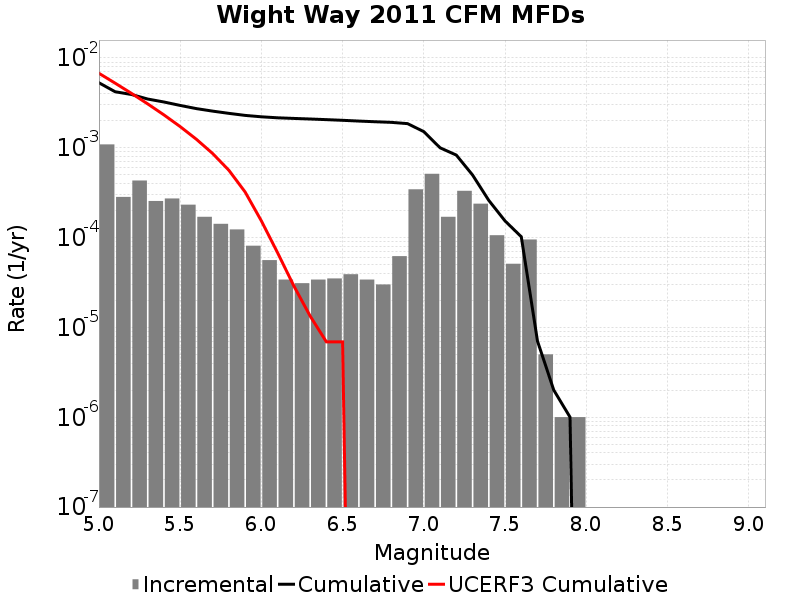 Wight Way 2011 CFM MFDs
10-2
10-3
10-4
10-5
10-6
10-7
Rate (1/yr)
5.0 5.5 6.0 6.5 7.0 7.5 8.0 8.5 9.0
Magnitude
Incremental Cumulative UCERF3 Cumulative